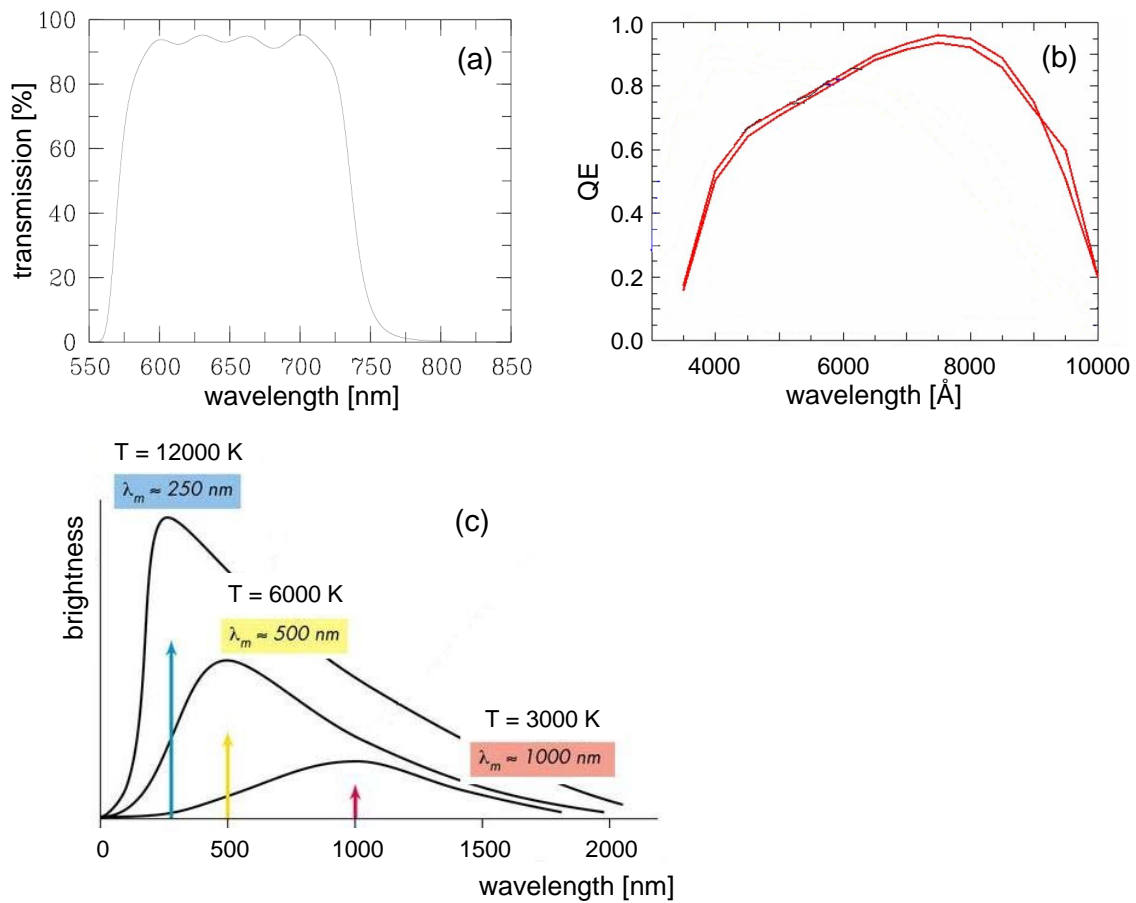 (a)
transmission [%]
100
80
60
40
20
0
550 600 650 700 750 800 850
wavelength [nm]
(b)
QE
1.0
0.8
0.6
0.4
0.2
0.0
4000 6000 8000 10000
wavelength [Å]
T = 12000 K
λm ≈ 250 nm
(c)
brightness
T = 6000 K
λm ≈ 500 nm
T = 3000 K
λm ≈ 1000 nm
0 500 1000 1500 2000
wavelength [nm]